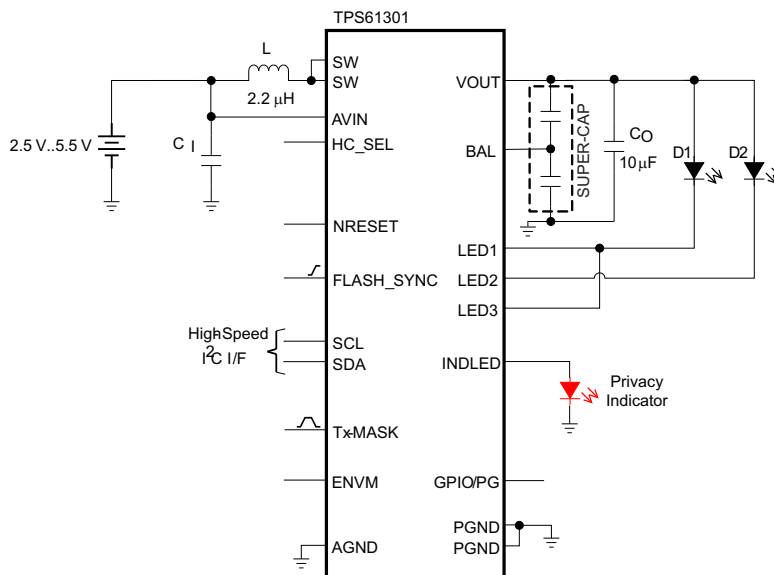 TPS61301
L
SW
SW
2.2 μH
AVIN
C I
HC_SEL
2.5 V..5.5 V
NRESET
FLASH_SYNC
High-Speed
I2C I/F
SCL
SDA
Tx-MASK
ENVM
AGND
VOUT
BAL
SUPER-CAP
CO
10 μF
D1
D2
LED1
LED2
LED3
INDLED
Privacy
Indicator
GPIO/PG
PGND
PGND